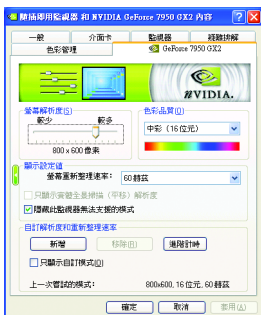 隨插即用監視器 和 NVIDIA GeForce 7950 GX2 內容
一般
介面卡
監視器
疑難排解
色彩管理
GeForce 7950 GX2
NVIDIA.
螢幕解析度(S)
較少
較多
800 x 600 像素
色彩品質(Q)
中彩 (16 位元)
顯示設定值
螢幕重新整理速率:
60 赫茲
只顯示實體全景掃描 (平移) 解析度
隱藏此監視器無法支援的模式
自訂解析度和重新整理速率
新增
移除(R)
進階計時
只顯示自訂模式(O)
上一次嘗試的模式:
800x600, 16 位元, 60 赫茲
確定
取消
套用(A)